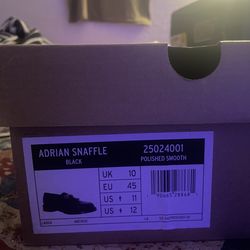 ADRIAN SNAFFLE
BLACK
25024001
POLISHED SMOOTH
UK 10
EU 45
US 11
US 12